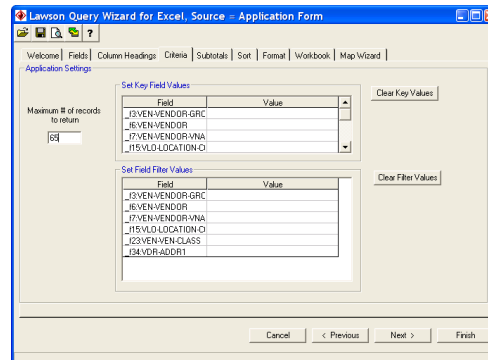 Lawson Query Wizard for Excel, Source = Application Form
Welcome | Fields | Column Headings | Criteria | Subtotals | Sort | Format | Workbook | Map Wizard |
Application Settings
Set Key Field Values
Clear Key Values
Field Value
Maximum # of records
to return
65
_f3:VEN-VENDOR-GRC
_f6:VEN-VENDOR
_f7:VEN-VENDOR-VNA
_f15:VLO-LOCATION-C
Set Field Filter Values
Clear Filter Values
Field Value
_f3:VEN-VENDOR-GRC
_f6:VEN-VENDOR
_f7:VEN-VENDOR-VNA
_f15:VLO-LOCATION-C
_f23:VEN-VEN-CLASS
_f34:VDR-ADDR1
Cancel < Previous Next > Finish